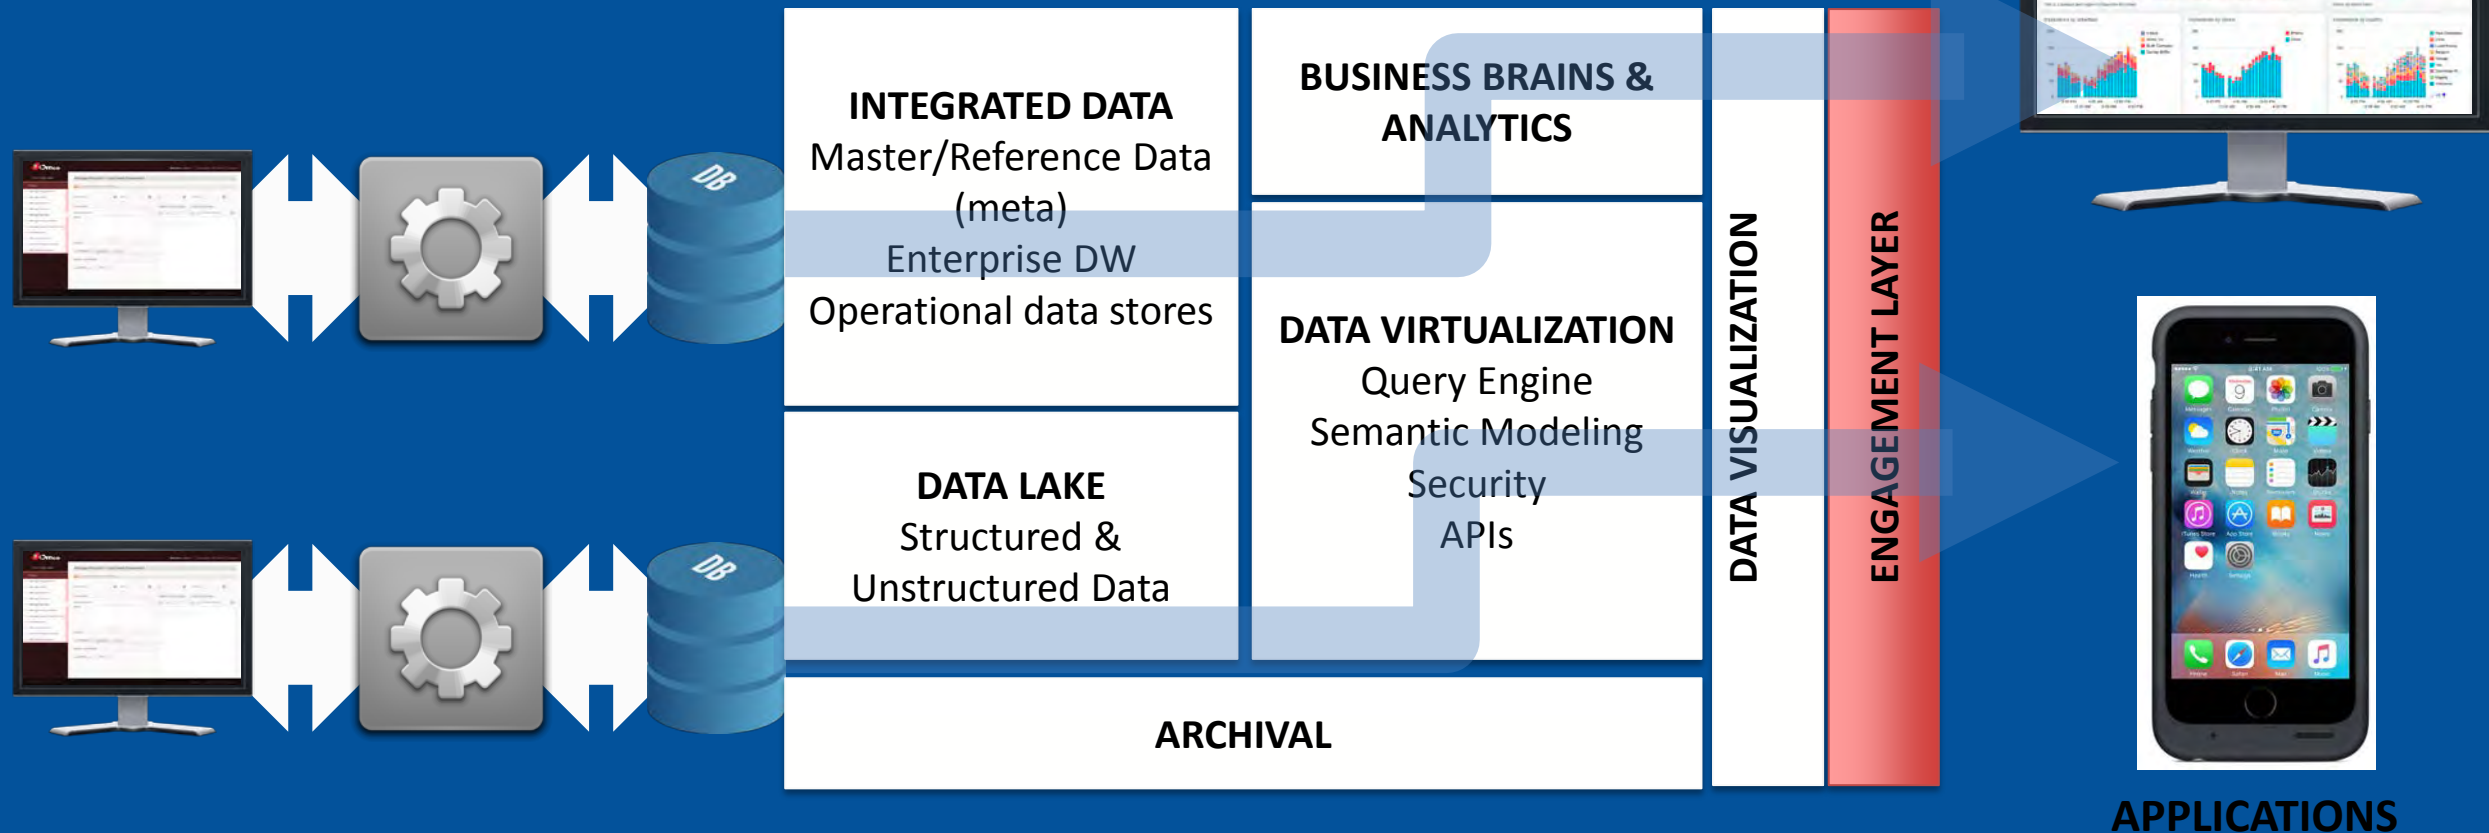 INTEGRATED DATA
Master/Reference Data
(meta)
Enterprise DW
Operational data stores
DATA LAKE
Structured &
Unstructured Data
BUSINESS BRAINS &
ANALYTICS
DATA VIRTUALIZATION
Query Engine
Semantic Modeling
Security
APIs
ARCHIVAL
DATA VISUALIZATION
ENGAGEMENT LAYER
DB
DB
9
APPLICATIONS